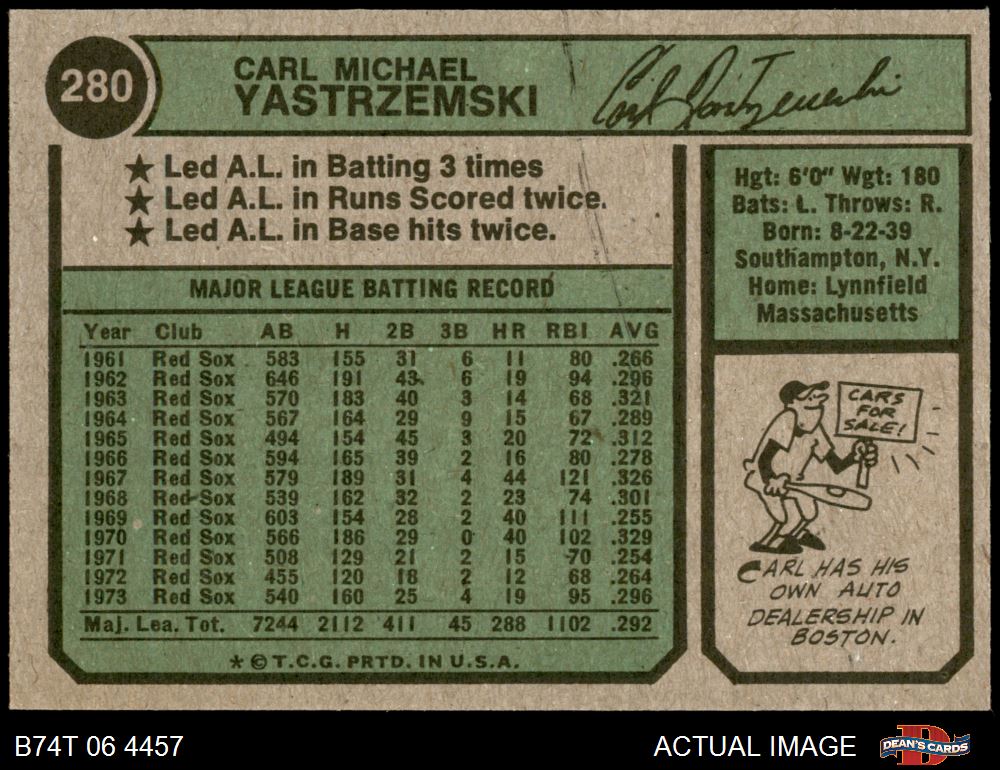 280
CARL MICHAEL
YASTRZEMSKI
Carl Yastrzemski
★ Led A.L. in Batting 3 times
★ Led A.L. in Runs Scored twice.
★ Led A.L. in Base hits twice.
MAJOR LEAGUE BATTING RECORD
Year Club AB H 2B 3B HR RBI AVG
1961 Red Sox 583 155 31 6 11 80 .266
1962 Red Sox 646 191 43 6 19 94 .296
1963 Red Sox 570 183 40 3 14 68 .321
1964 Red Sox 567 164 29 9 15 67 .289
1965 Red Sox 494 154 45 3 20 72 .312
1966 Red Sox 594 165 39 2 16 80 .278
1967 Red Sox 579 189 31 4 44 121 .326
1968 Red Sox 539 162 32 2 23 74 .301
1969 Red Sox 603 154 28 2 40 111 .255
1970 Red Sox 566 186 29 0 40 102 .329
1971 Red Sox 508 129 21 2 15 70 .254
1972 Red Sox 455 120 18 2 12 68 .264
1973 Red Sox 540 160 25 4 19 95 .296
Maj. Lea. Tot. 7244 2112 411 45 288 1102 .292
* © T.C.G. PRTD. IN U.S.A.
Hgt: 6'0" Wgt: 180
Bats: L. Throws: R.
Born: 8-22-39
Southampton, N.Y.
Home: Lynnfield
Massachusetts
CARS
FOR
SALE!
CARL HAS HIS
OWN AUTO
DEALERSHIP IN
BOSTON.
B74T 06 4457
ACTUAL IMAGE
D
DEAN'S CARDS